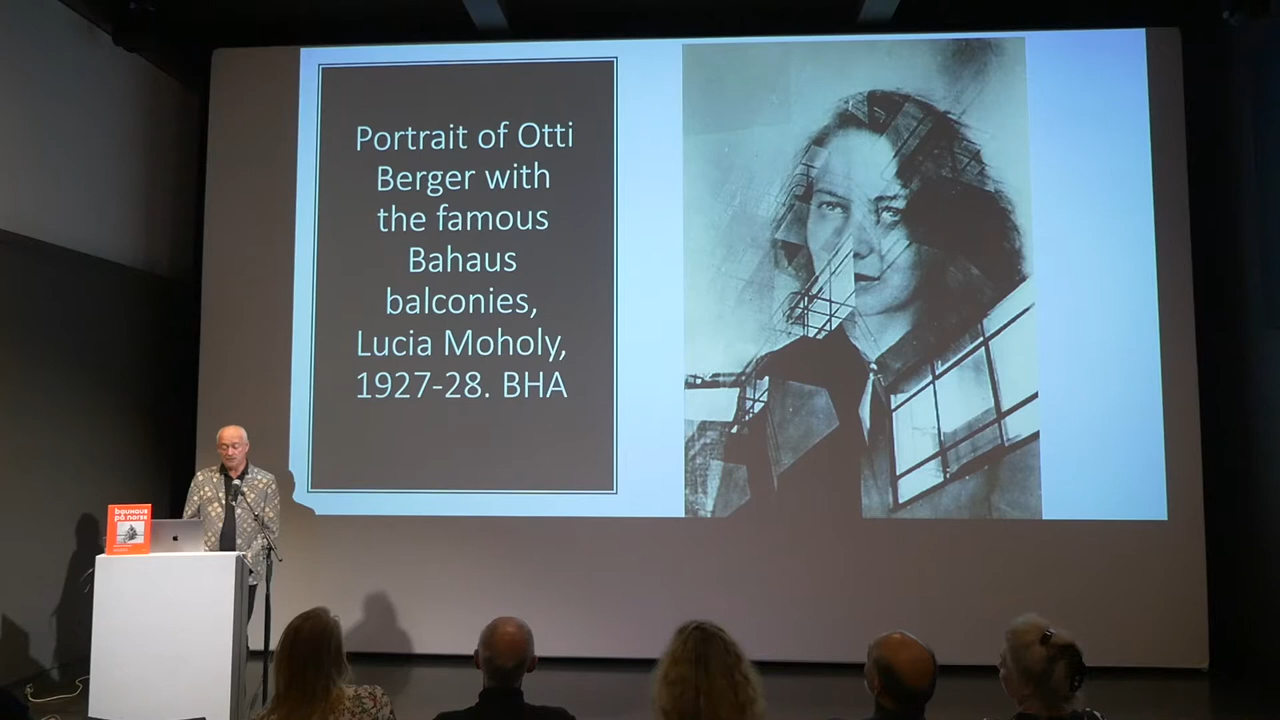 Portrait of Otti
Berger with
the famous
Bahaus
balconies,
Lucia Moholy,
1927-28. BHA
bauhaus
på norsk